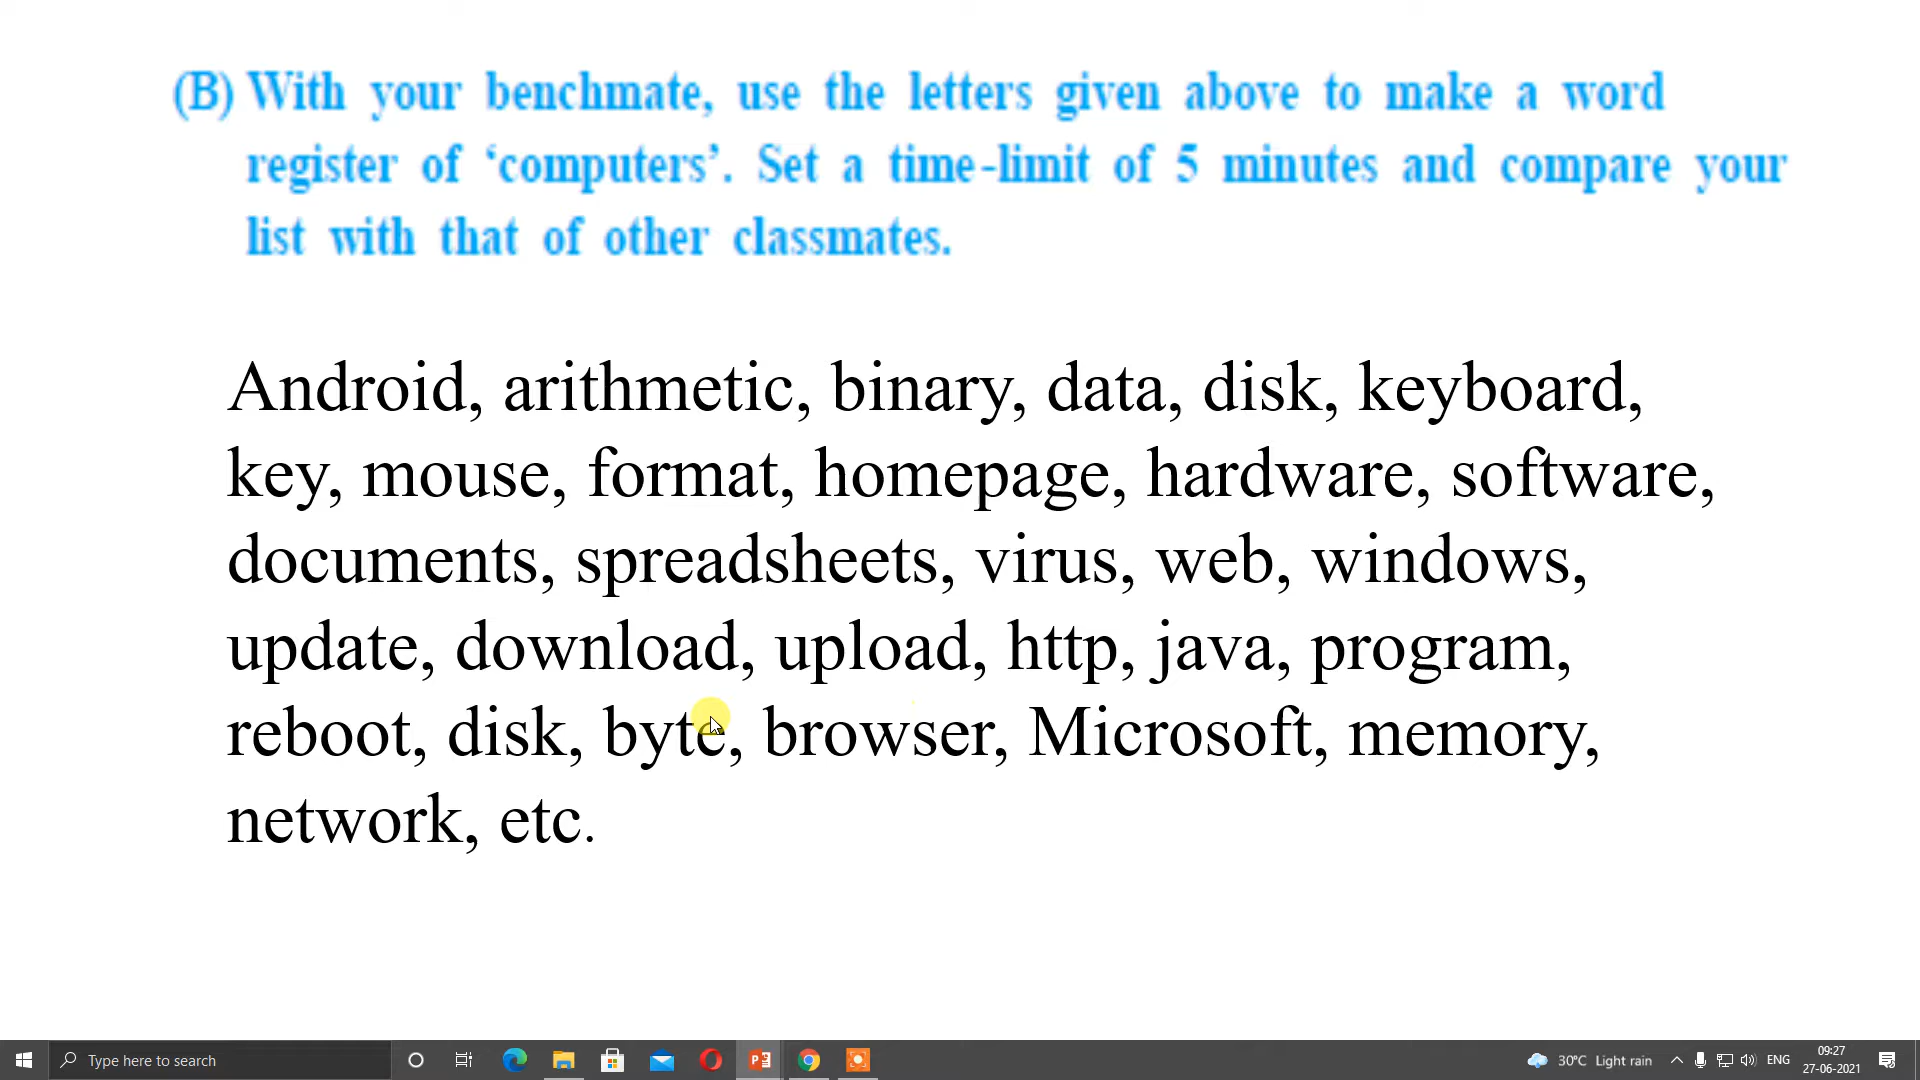 (B) With your benchmate, use the letters given above to make a word
register of ‘computers’. Set a time-limit of 5 minutes and compare your
list with that of other classmates.
Android, arithmetic, binary, data, disk, keyboard,
key, mouse, format, homepage, hardware, software,
documents, spreadsheets, virus, web, windows,
update, download, upload, http, java, program,
reboot, disk, byte, browser, Microsoft, memory,
network, etc.
Type here to search
30°C Light rain
ENG
09:27
27-06-2021